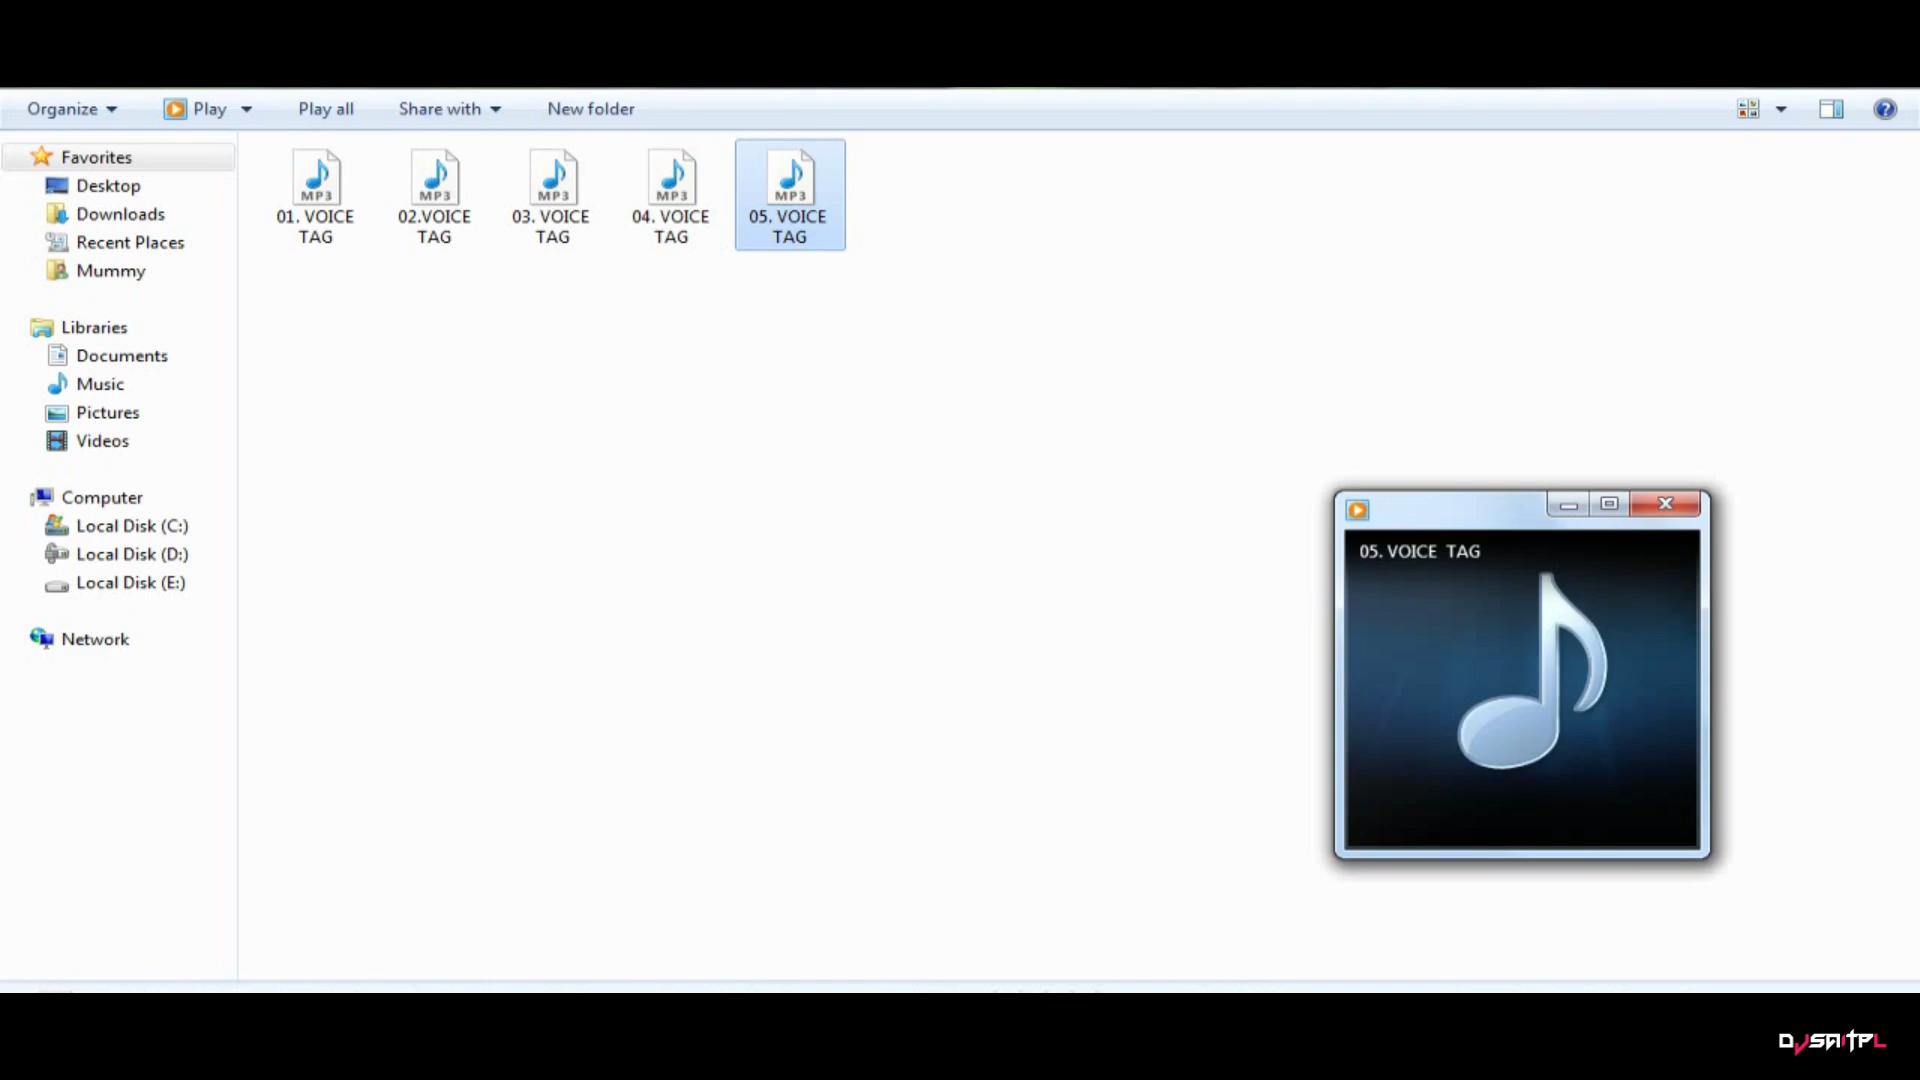 Organize Play Play all Share with New folder
Favorites
Desktop
Downloads
Recent Places
Mummy
Libraries
Documents
Music
Pictures
Videos
Computer
Local Disk (C:)
Local Disk (D:)
Local Disk (E:)
Network
MP3 MP3 MP3 MP3 MP3
01. VOICE 02.VOICE 03. VOICE 04. VOICE 05. VOICE
TAG TAG TAG TAG TAG
05. VOICE TAG
DJSAITPL